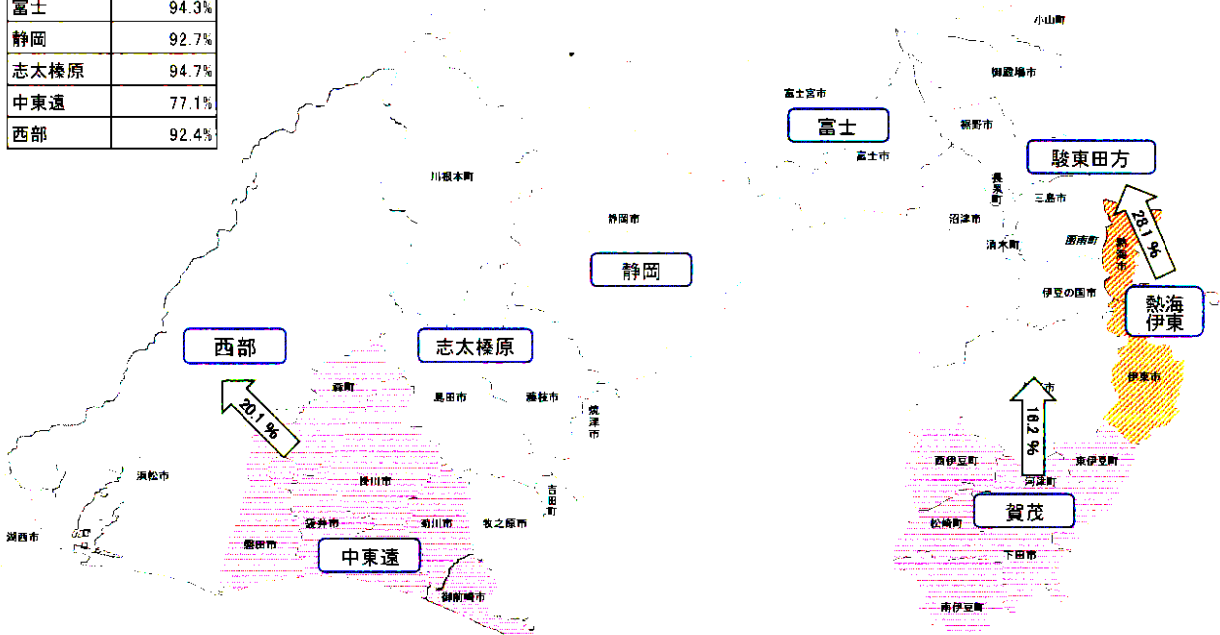 富士 94.3%
静岡 92.7%
志太榛原 94.7%
中東遠 77.1%
西部 92.4%
小山町
御殿場市
富士宮市
富士
裾野市
富士市
駿東田方
川根本町
長泉町
三島市
静岡市
沼津市
28.1 %
函南町
熱海市
清水町
静岡
伊豆の国市
熱海
伊東
西部
志太榛原
伊東市
森町
島田市
藤枝市
市
20.1 %
焼津市
16.2 %
浜松市
掛川市
西伊豆町
東伊豆町
河津町
吉田町
賀茂
湖西市
袋井市
菊川市
牧之原市
松崎町
磐田市
中東遠
下田市
御前崎市
南伊豆町